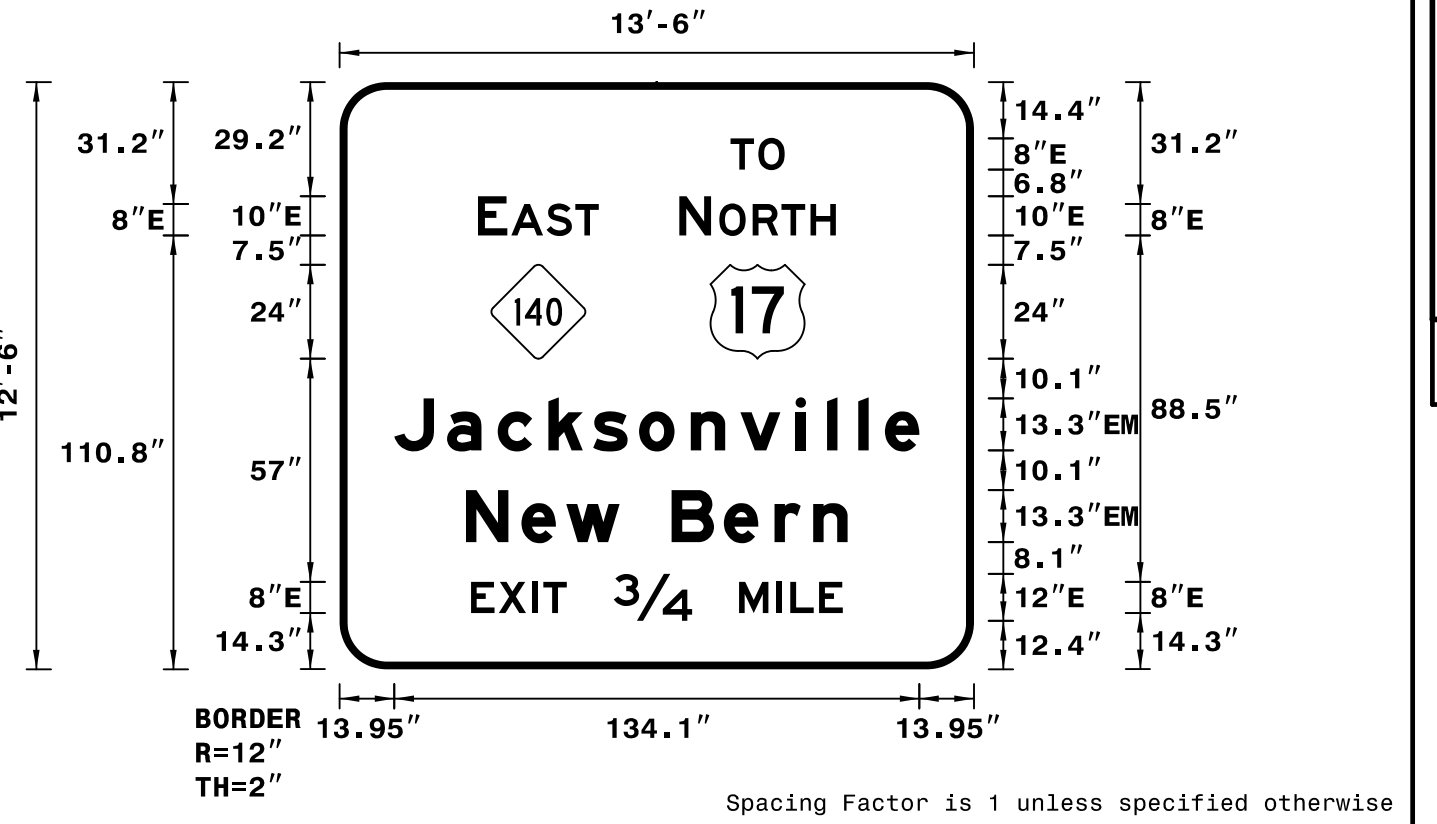 13'-6"
14.4"
31.2" 29.2" TO 8"E 31.2"
6.8"
8"E 10"E EAST NORTH 10"E 8"E
7.5" 7.5"
24" 140 17 24"
12'-6"
10.1"
Jacksonville 13.3"EM 88.5"
110.8" 57" 10.1"
New Bern 13.3"EM
8.1"
8"E EXIT 3/4 MILE 12"E 8"E
14.3" 12.4" 14.3"
BORDER 13.95" 134.1" 13.95"
R=12"
TH=2"
Spacing Factor is 1 unless specified otherwise